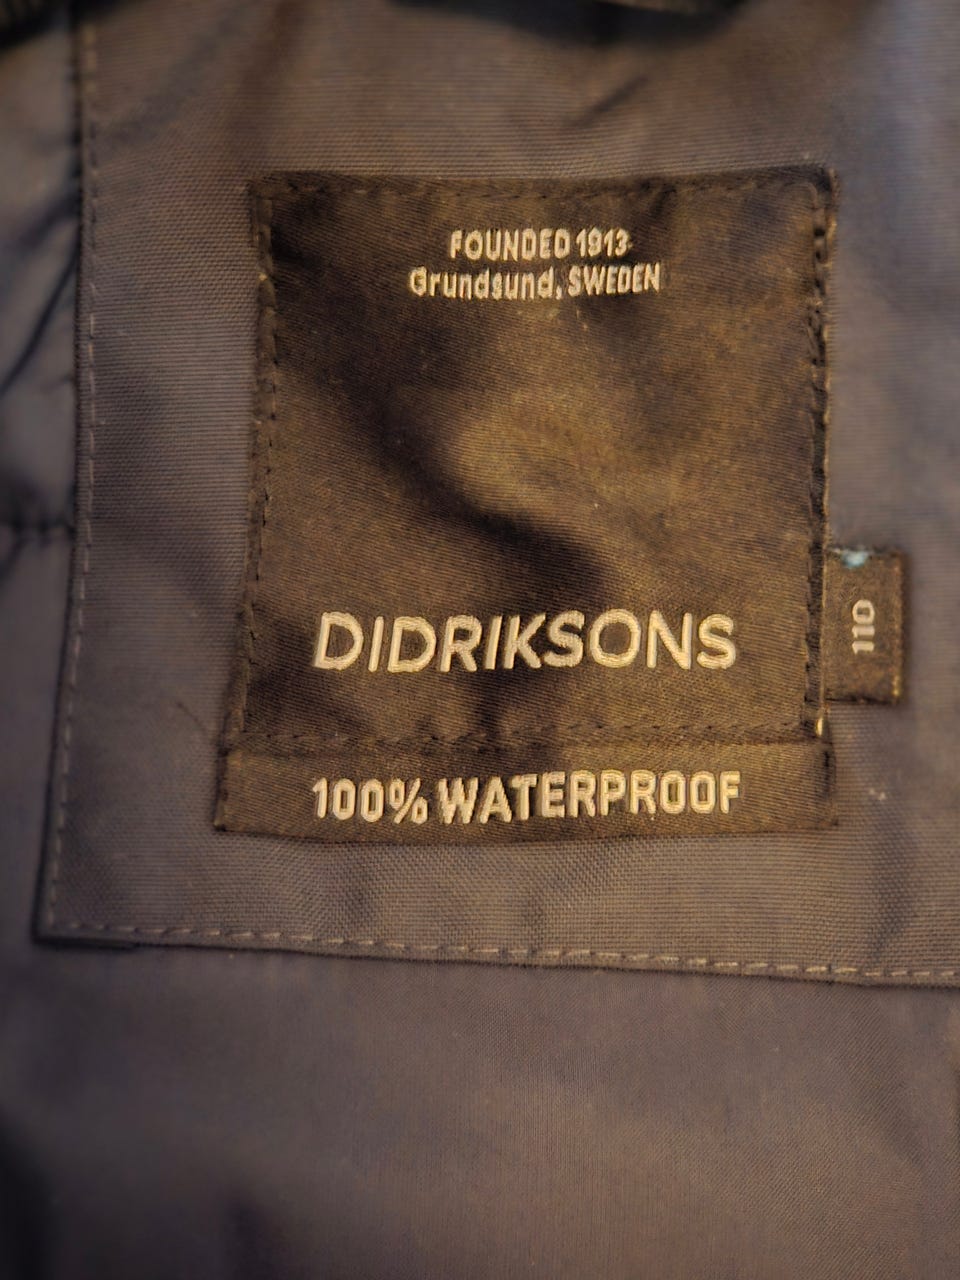 FOUNDED 1913
Grundsund, SWEDEN
DIDRIKSONS
110
100% WATERPROOF